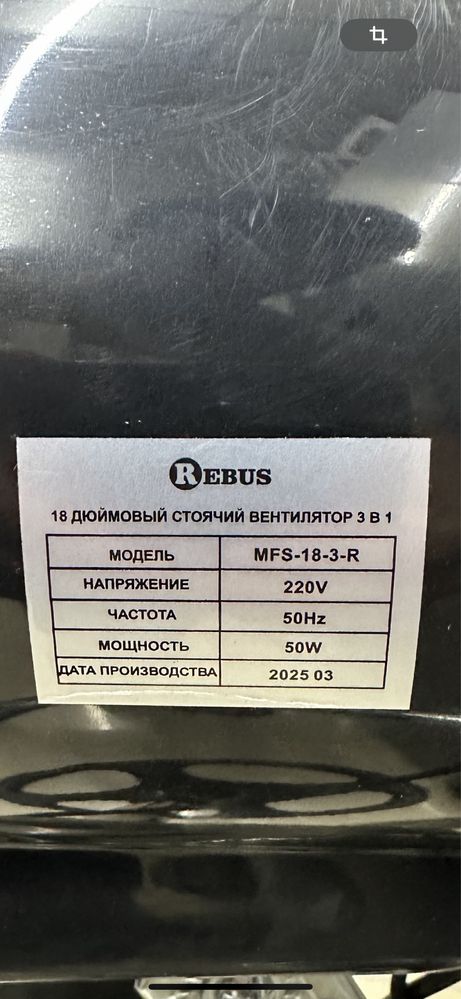 REBUS
18 ДЮЙМОВЫЙ СТОЯЧИЙ ВЕНТИЛЯТОР 3 В 1
МОДЕЛЬ MFS-18-3-R
НАПРЯЖЕНИЕ 220V
ЧАСТОТА 50Hz
МОЩНОСТЬ 50W
ДАТА ПРОИЗВОДСТВА 2025 03